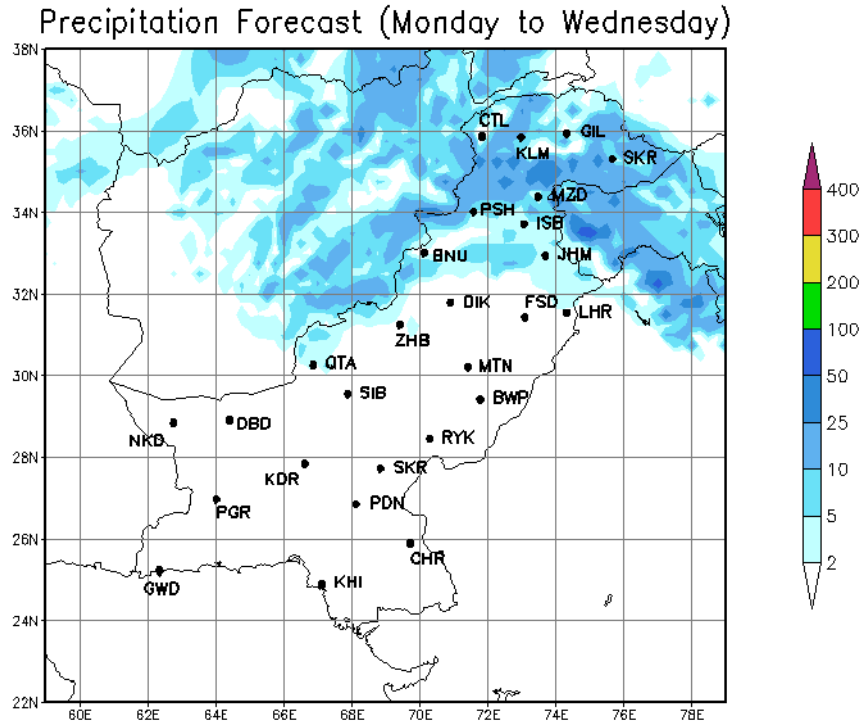 Precipitation Forecast (Monday to Wednesday)
38N
36N
34N
32N
30N
28N
26N
24N
22N
60E 62E 64E 66E 68E 70E 72E 74E 76E 78E
CTL
GIL
KLM
SKR
MZD
PSH
ISB
BNU
JHM
DIK
FSD
LHR
ZHB
QTA
MTN
SIB
BWP
DBD
NKD
RYK
KDR
SKR
PGR
PDN
CHR
GWD
KHI
400
300
200
100
50
25
10
5
2